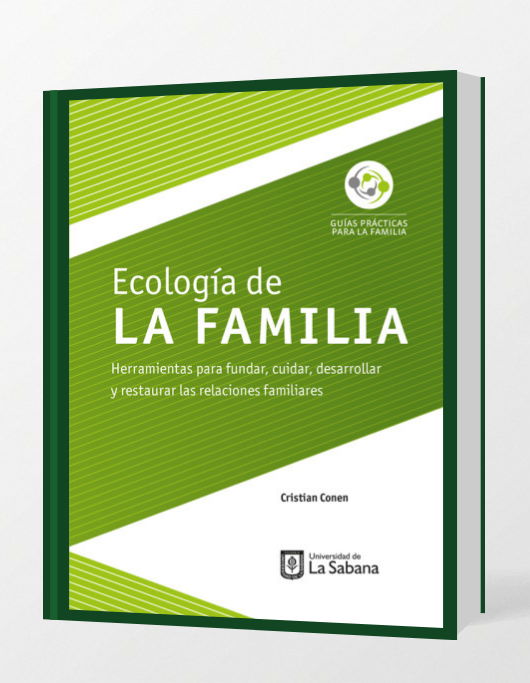 GUÍAS PRÁCTICAS
PARA LA FAMILIA
Ecología de
LA FAMILIA
Herramientas para fundar, cuidar, desarrollar
y restaurar las relaciones familiares
Cristian Conen
Universidad de
La Sabana